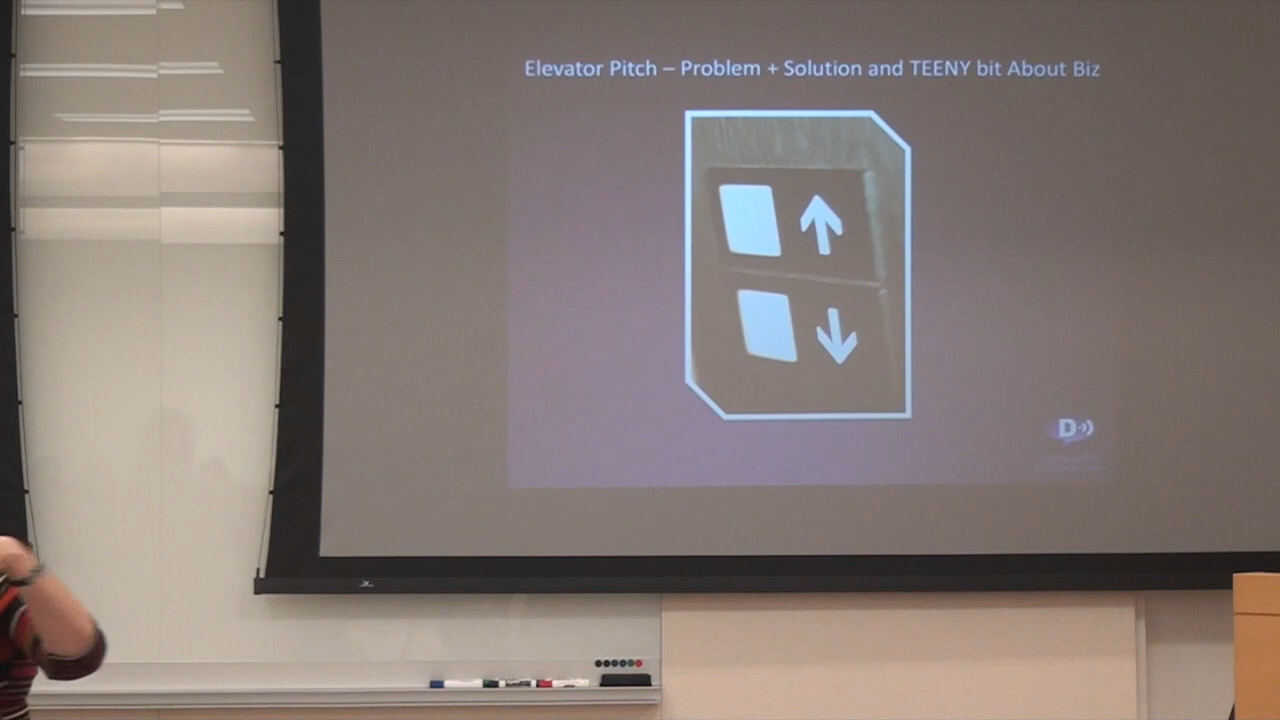 Elevator Pitch – Problem + Solution and TEENY bit About Biz
D